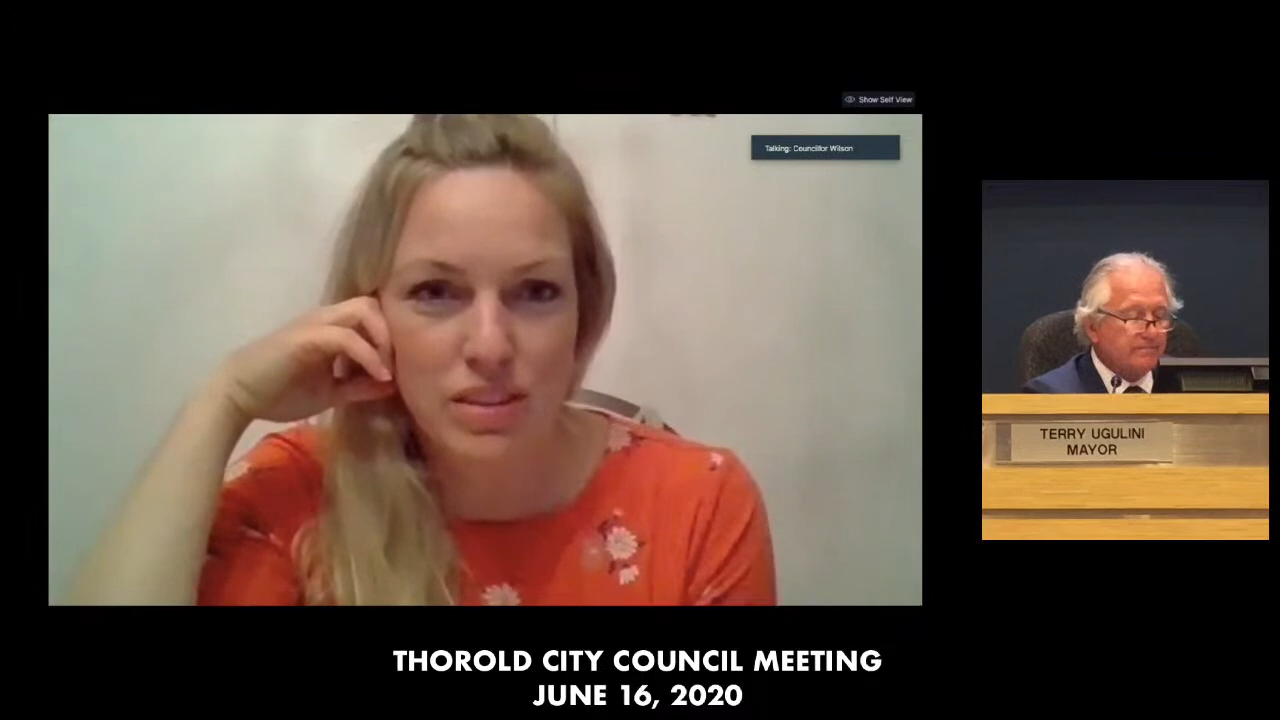 Show Self View
Talking: Councillor Wilson
TERRY UGULINI
MAYOR
THOROLD CITY COUNCIL MEETING
JUNE 16, 2020